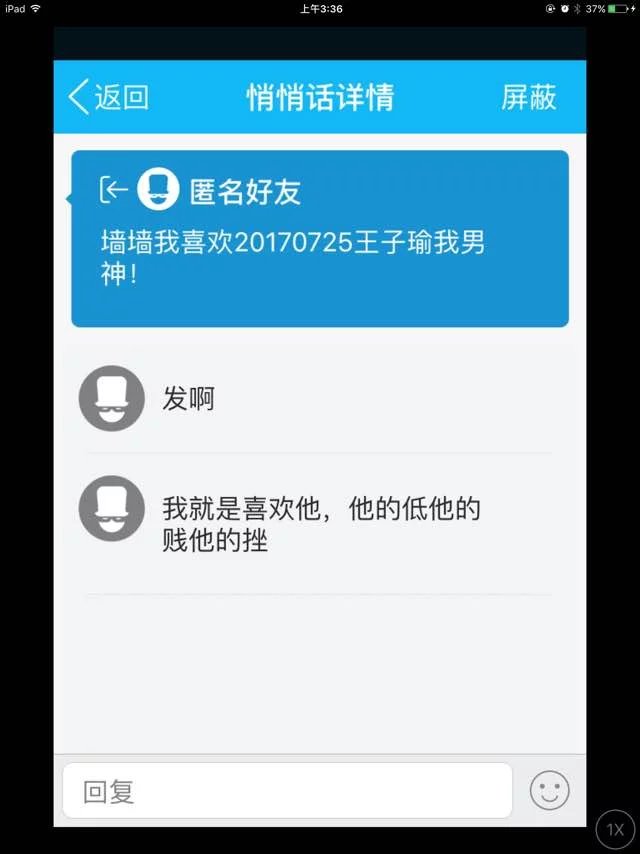 iPad 上午3:36 37%
返回 悄悄话详情 屏蔽
匿名好友
墙墙我喜欢20170725王子瑜我男
神！
发啊
我就是喜欢他，他的低他的
贱他的挫
回复
1X